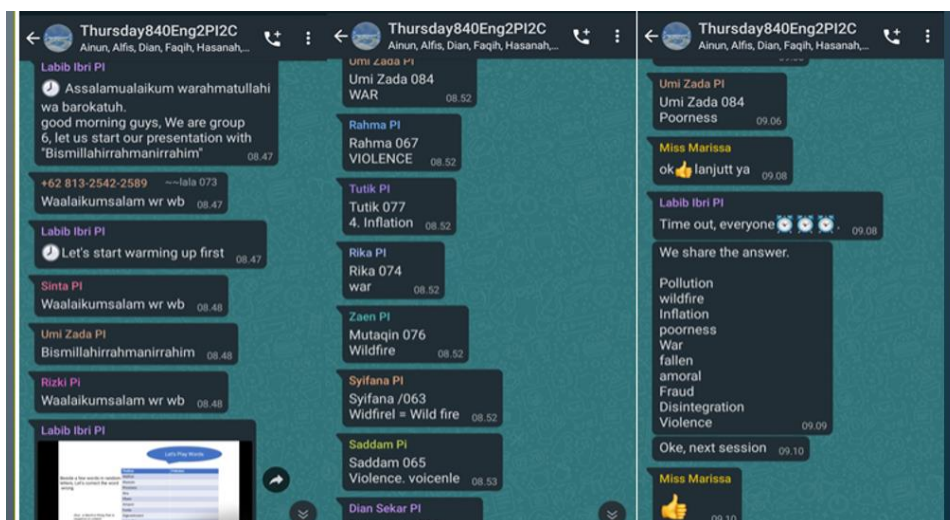 Thursday840Eng2PI2C
Ainun, Alfis, Dian, Faqih, Hasanah,...
Labib Ibri PI
Assalamualaikum warahmatullahi
wa barokatuh.
good morning guys, We are group
6, let us start our presentation with
"Bismillahirrahmanirrahim" 08.47
+62 813-2542-2589 ~~lala 073
Waalaikumsalam wr wb 08.47
Labib Ibri PI
Let's start warming up first 08.47
Sinta PI
Waalaikumsalam wr wb 08.48
Umi Zada PI
Bismillahirrahmanirrahim 08.48
Rizki Pi
Waalaikumsalam wr wb 08.48
Labib Ibri PI
Let's Play Words
Thursday840Eng2PI2C
Ainun, Alfis, Dian, Faqih, Hasanah,...
Umi Zada PI
Umi Zada 084
WAR 08.52
Rahma PI
Rahma 067
VIOLENCE 08.52
Tutik PI
Tutik 077
4. Inflation 08.52
Rika PI
Rika 074
war 08.52
Zaen PI
Mutaqin 076
Wildfire 08.52
Syifana PI
Syifana /063
Widfirel = Wild fire 08.52
Saddam Pi
Saddam 065
Violence. voicenle 08.53
Dian Sekar PI
Thursday840Eng2PI2C
Ainun, Alfis, Dian, Faqih, Hasanah,...
Umi Zada PI
Umi Zada 084
Poorness 09.06
Miss Marissa
ok👍 lanjutt ya 09.08
Labib Ibri PI
Time out, everyone⏰⏰⏰. 09.08
We share the answer.
Pollution
wildfire
Inflation
poorness
War
fallen
amoral
Fraud
Disintegration
Violence 09.09
Oke, next session 09.10
Miss Marissa
👍 09.10